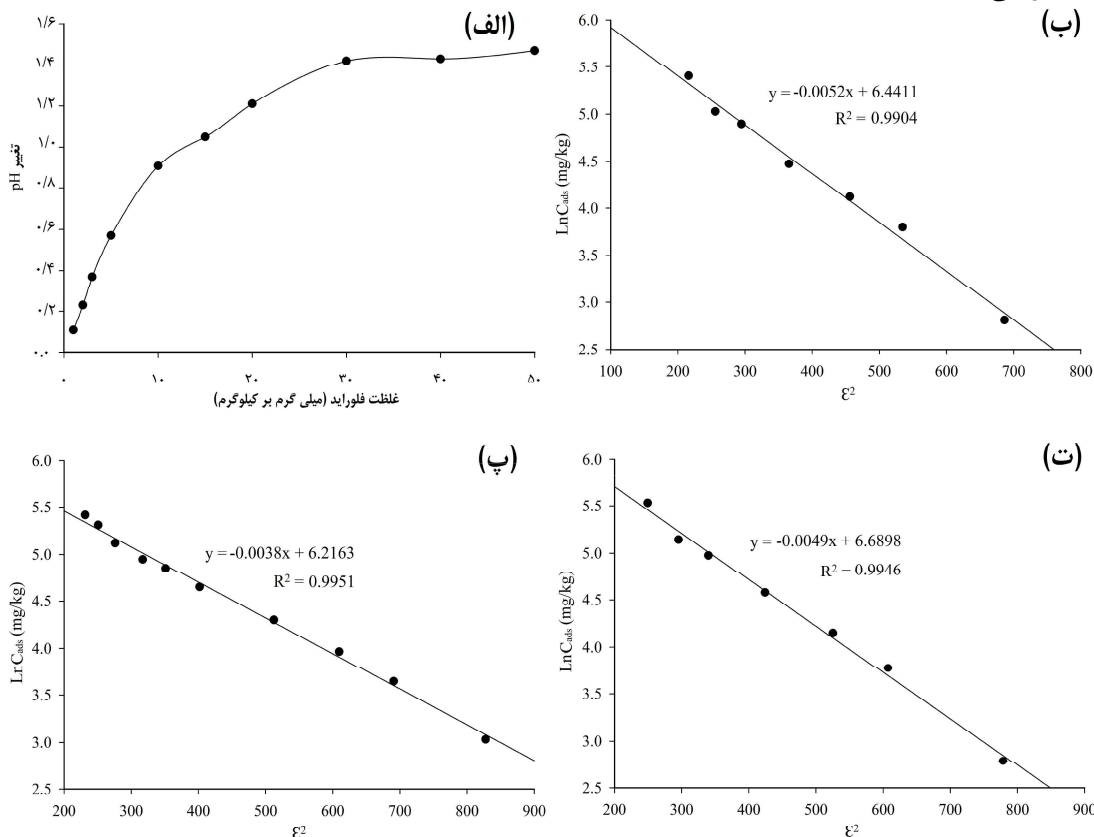 (الف)
۱/۶
۱/۴
۱/۲
۱/۰
۰/۸
۰/۶
۰/۴
۰/۲
۰.۰
تغییر pH
۰ ۱۰ ۲۰ ۳۰ ۴۰ ۵۰
غلظت فلوراید (میلی گرم بر کیلوگرم)
(ب)
6.0
5.5
5.0
4.5
4.0
3.5
3.0
2.5
LnCads (mg/kg)
y = -0.0052x + 6.4411
R² = 0.9904
100 200 300 400 500 600 700 800
ε²
(پ)
6.0
5.5
5.0
4.5
4.0
3.5
3.0
2.5
LrCads (mg/kg)
y = -0.0038x + 6.2163
R² = 0.9951
200 300 400 500 600 700 800 900
ε²
(ت)
6.0
5.5
5.0
4.5
4.0
3.5
3.0
2.5
LnCads (mg/kg)
y = -0.0049x + 6.6898
R² – 0.9946
200 300 400 500 600 700 800 900
ε²